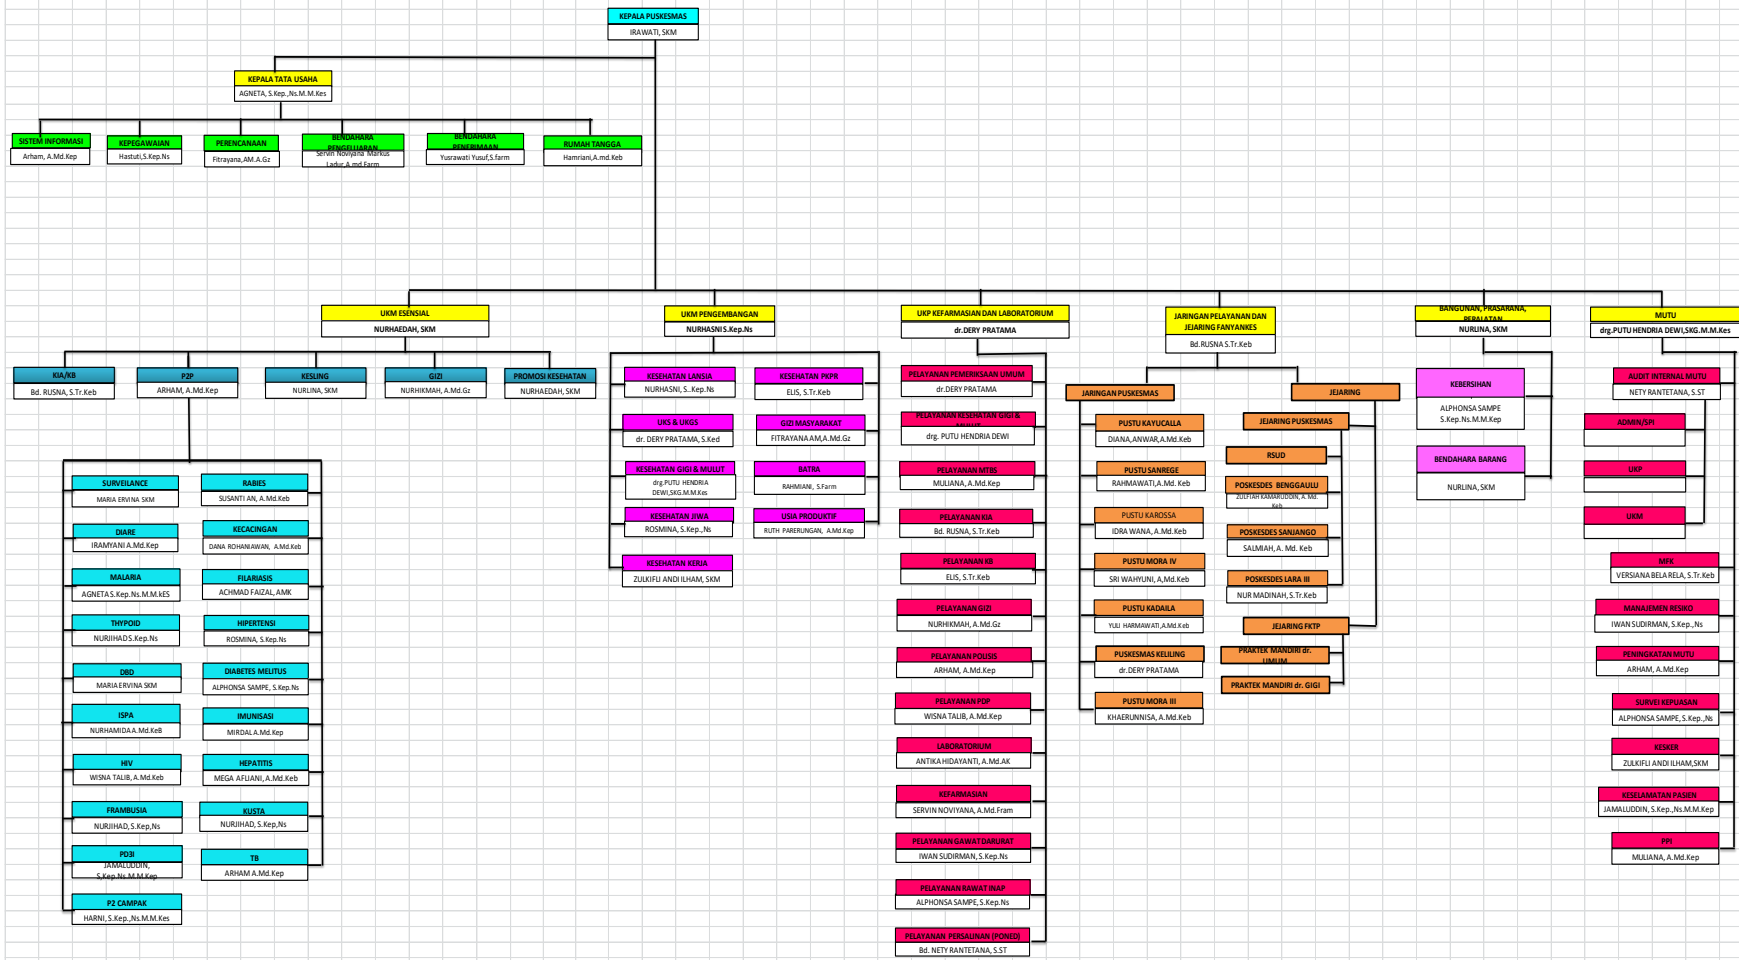 KEPALA PUSKESMAS
IRAWATI, SKM
KEPALA TATA USAHA
AGNETA, S.Kep.,Ns.M.M.Kes
SISTEM INFORMASI
Arham, A.Md.Kep
KEPEGAWAIAN
Hastuti,S.Kep.Ns
PERENCANAAN
Fitrayana,AM.A.Gz
BENDAHARA
PENGELUARAN
Servin Noviyana Markus
Ladur,A.md.Farm
BENDAHARA
PENERIMAAN
Yusrawati Yusuf,S.farm
RUMAH TANGGA
Hamriani,A.md.Keb
UKM ESENSIAL
NURHAEDAH, SKM
KIA/KB
Bd. RUSNA, S.Tr.Keb
P2P
ARHAM, A.Md.Kep
KESLING
NURLINA, SKM
GIZI
NURHIKMAH, A.Md.Gz
PROMOSI KESEHATAN
NURHAEDAH, SKM
SURVEILANCE
MARIA ERVINA SKM
DIARE
IRAMYANI A.Md.Kep
MALARIA
AGNETA S.Kep.Ns.M.M.kES
THYPOID
NURJIHAD S.Kep.Ns
DBD
MARIA ERVINA SKM
ISPA
NURHAMIDA A.Md.KeB
HIV
WISNA TALIB, A.Md.Keb
FRAMBUSIA
NURJIHAD, S.Kep,Ns
PD3I
JAMALUDDIN,
S,Kep.Ns.M.M.Kep
P2 CAMPAK
HARNI, S.Kep.,Ns.M.M.Kes
RABIES
SUSANTI AN, A.Md.Keb
KECACINGAN
DANA ROHANIAWAN, A.Md.Keb
FILARIASIS
ACHMAD FAIZAL, AMK
HIPERTENSI
ROSMINA, S.Kep.Ns
DIABETES MELITUS
ALPHONSA SAMPE, S.Kep.Ns
IMUNISASI
MIRDAL A.Md.Kep
HEPATITIS
MEGA AFLIANI, A.Md.Keb
KUSTA
NURJIHAD, S.Kep,Ns
TB
ARHAM A.Md.Kep
UKM PENGEMBANGAN
NURHASNI S.Kep.Ns
KESEHATAN LANSIA
NURHASNI, S..Kep.Ns
UKS & UKGS
dr. DERY PRATAMA, S.Ked
KESEHATAN GIGI & MULUT
drg.PUTU HENDRIA
DEWI,SKG.M.M.Kes
KESEHATAN JIWA
ROSMINA, S.Kep.,Ns
KESEHATAN KERJA
ZULKIFLI ANDI ILHAM, SKM
KESEHATAN PKPR
ELIS, S.Tr.Keb
GIZI MASYARAKAT
FITRAYANA AM,A.Md.Gz
BATRA
RAHMIANI, S.Farm
USIA PRODUKTIF
RUTH PARERUNGAN, A.Md.Kep
UKP KEFARMASIAN DAN LABORATORIUM
dr.DERY PRATAMA
PELAYANAN PEMERIKSAAN UMUM
dr.DERY PRATAMA
PELAYANAN KESEHATAN GIGI &
MULUT
drg. PUTU HENDRIA DEWI
PELAYANAN MTBS
MULIANA, A.Md.Kep
PELAYANAN KIA
Bd. RUSNA, S.Tr.Keb
PELAYANAN KB
ELIS, S.Tr.Keb
PELAYANAN GIZI
NURHIKMAH, A.Md.Gz
PELAYANAN POLISIS
ARHAM, A.Md.Kep
PELAYANAN PDP
WISNA TALIB, A.Md.Kep
LABORATORIUM
ANTIKA HIDAYANTI, A.Md.AK
KEFARMASIAN
SERVIN NOVIYANA, A.Md.Fram
PELAYANAN GAWAT DARURAT
IWAN SUDIRMAN, S.Kep.Ns
PELAYANAN RAWAT INAP
ALPHONSA SAMPE, S.Kep.Ns
PELAYANAN PERSALINAN (PONED)
Bd. NETY RANTETANA, S.ST
JARINGAN PELAYANAN DAN
JEJARING FANYANKES
Bd.RUSNA S.Tr.Keb
JARINGAN PUSKESMAS
PUSTU KAYUCALLA
DIANA,ANWAR,A.Md.Keb
PUSTU SANREGE
RAHMAWATI,A.Md. Keb
PUSTU KAROSSA
IDRA WANA, A.Md.Keb
PUSTU MORA IV
SRI WAHYUNI, A,Md.Keb
PUSTU KADAILA
YULI HARMAWATI,A.Md.Keb
PUSKESMAS KELILING
dr.DERY PRATAMA
PUSTU MORA III
KHAERUNNISA, A.Md.Keb
JEJARING
JEJARING PUSKESMAS
RSUD
POSKESDES BENGGAULU
ZULFIAH KAMARUDDIN, A. Md.
Keb
POSKESDES SANJANGO
SALMIAH, A. Md. Keb
POSKESDES LARA III
NUR MADINAH, S.Tr.Keb
JEJARING FKTP
PRAKTEK MANDIRI dr.
UMUM
PRAKTEK MANDIRI dr. GIGI
BANGUNAN, PRASARANA,
PERALATAN
NURLINA, SKM
KEBERSIHAN
ALPHONSA SAMPE
S.Kep.Ns.M.M.Kep
BENDAHARA BARANG
NURLINA, SKM
MUTU
drg.PUTU HENDRIA DEWI,SKG.M.M.Kes
AUDIT INTERNAL MUTU
NETY RANTETANA, S.ST
ADMIN/SPI
UKP
UKM
MFK
VERSIANA BELA RELA, S.Tr.Keb
MANAJEMEN RESIKO
IWAN SUDIRMAN, S.Kep.,Ns
PENINGKATAN MUTU
ARHAM, A.Md.Kep
SURVEI KEPUASAN
ALPHONSA SAMPE, S.Kep.,Ns
KESKER
ZULKIFLI ANDI ILHAM,SKM
KESELAMATAN PASIEN
JAMALUDDIN, S.Kep.,Ns.M.M.Kep
PPI
MULIANA, A.Md.Kep